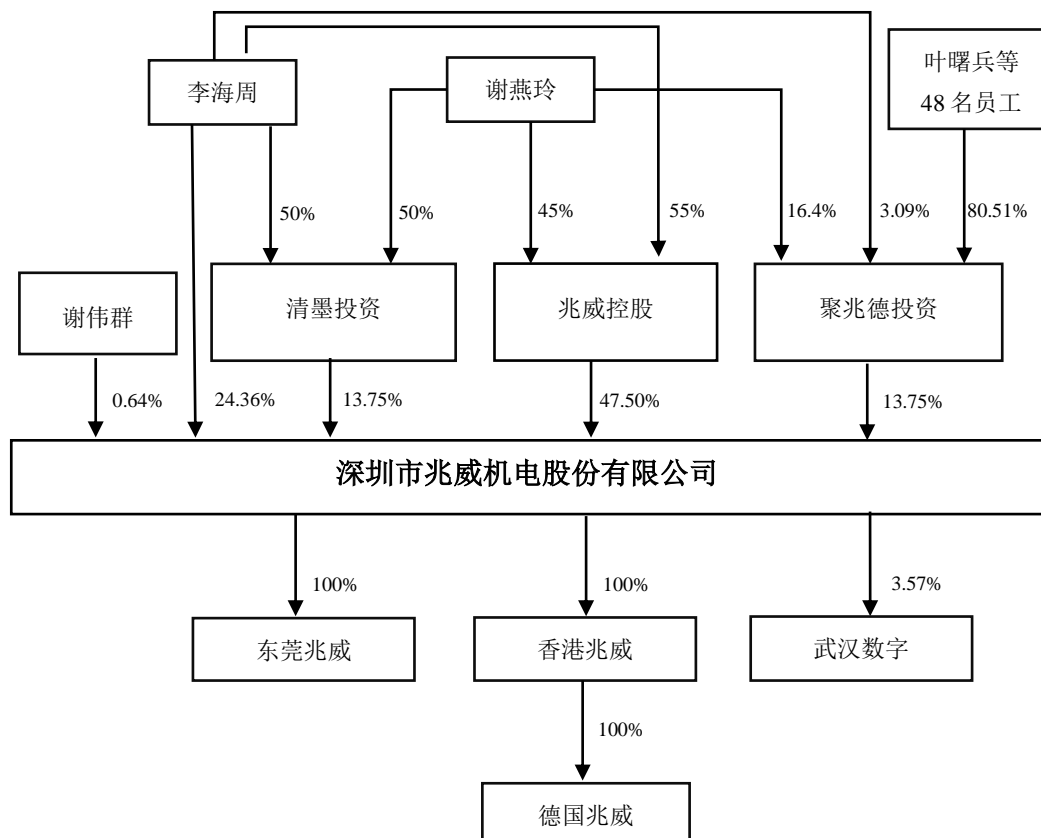 李海周
谢燕玲
叶曙兵等
48 名员工
50%
50%
45%
55%
16.4%
3.09%
80.51%
谢伟群
清墨投资
兆威控股
聚兆德投资
0.64%
24.36%
13.75%
47.50%
13.75%
深圳市兆威机电股份有限公司
100%
100%
3.57%
东莞兆威
香港兆威
武汉数字
100%
德国兆威